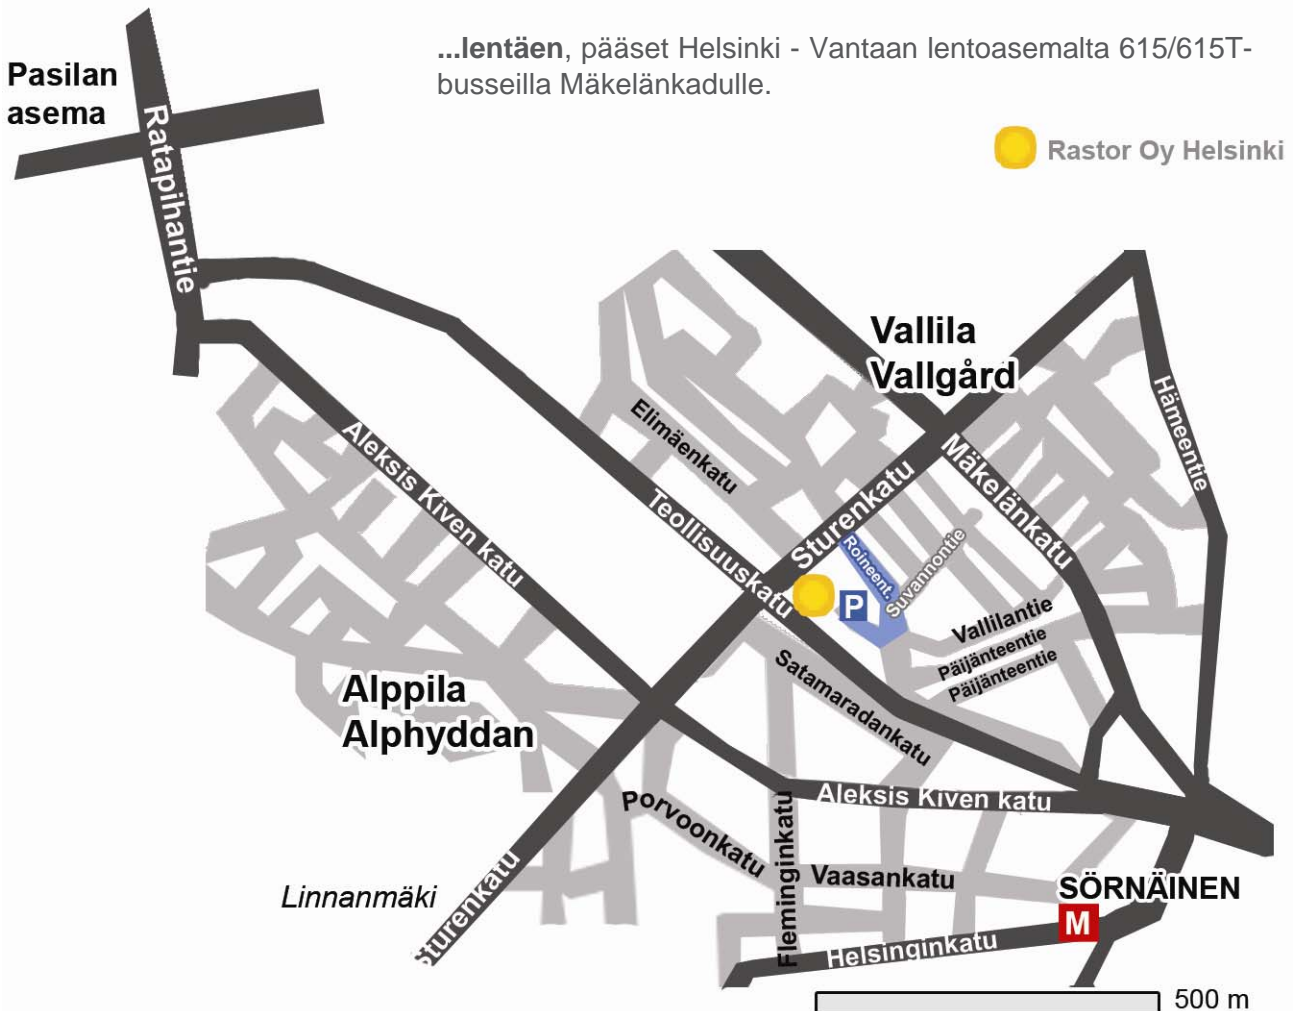 ...lentäen, pääset Helsinki - Vantaan lentoasemalta 615/615T-
busseilla Mäkelänkadulle.
Pasilan
asema
Rastor Oy Helsinki
Ratapihantie
Vallila
Vallgård
Hämeentie
Elimäenkatu
Aleksis Kiven katu
Teollisuuskatu
Sturenkatu
Mäkelänkatu
Roineent.
Suvannontie
P
Vallilantie
Päijänteentie
Päijänteentie
Satamaradankatu
Alppila
Alphyddan
Aleksis Kiven katu
Porvoonkatu
Fleminginkatu
Vaasankatu
SÖRNÄINEN
M
Linnanmäki
Sturenkatu
Helsinginkatu
500 m